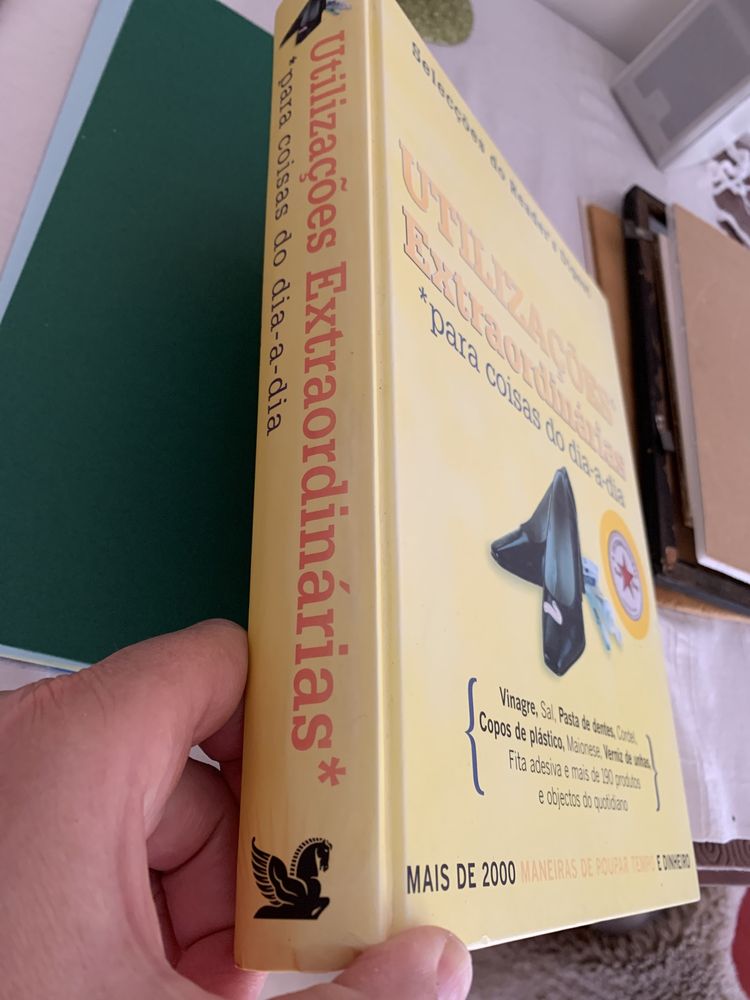 Utilizações Extraordinárias*
*para coisas do dia-a-dia
Selecções do Reader's Digest
UTILIZAÇÕES*
Extraordinárias
*para coisas do dia-a-dia
Vinagre, Sal, Pasta de dentes, Cordel,
Copos de plástico, Maionese, Verniz de unhas,
Fita adesiva e mais de 190 produtos
e objectos do quotidiano
MAIS DE 2000 MANEIRAS DE POUPAR TEMPO E DINHEIRO